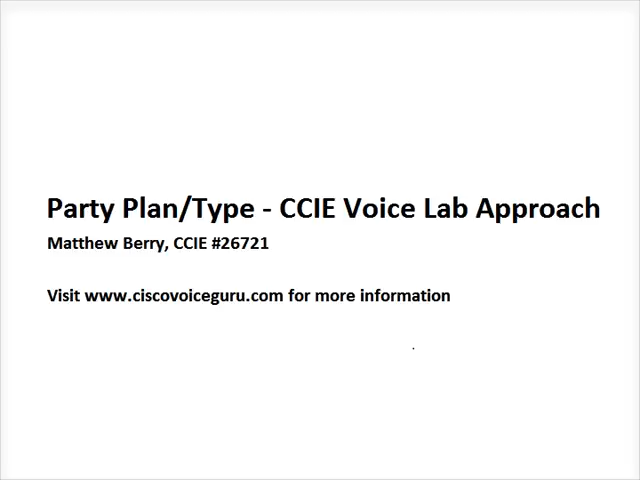 Party Plan/Type - CCIE Voice Lab Approach
Matthew Berry, CCIE #26721
Visit www.ciscovoiceguru.com for more information